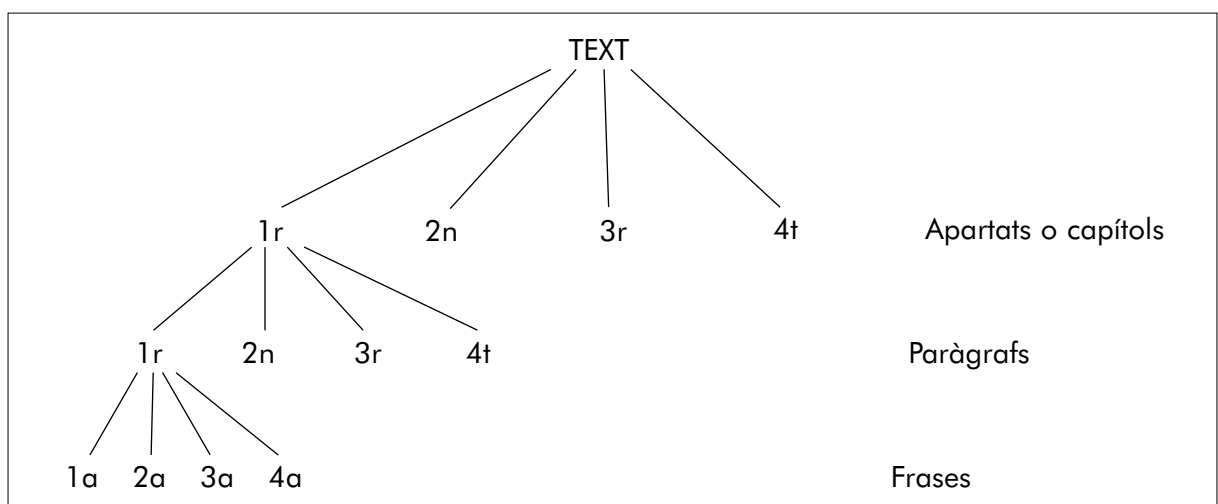 TEXT
1r 2n 3r 4t Apartats o capítols
1r 2n 3r 4t Paràgrafs
1a 2a 3a 4a Frases